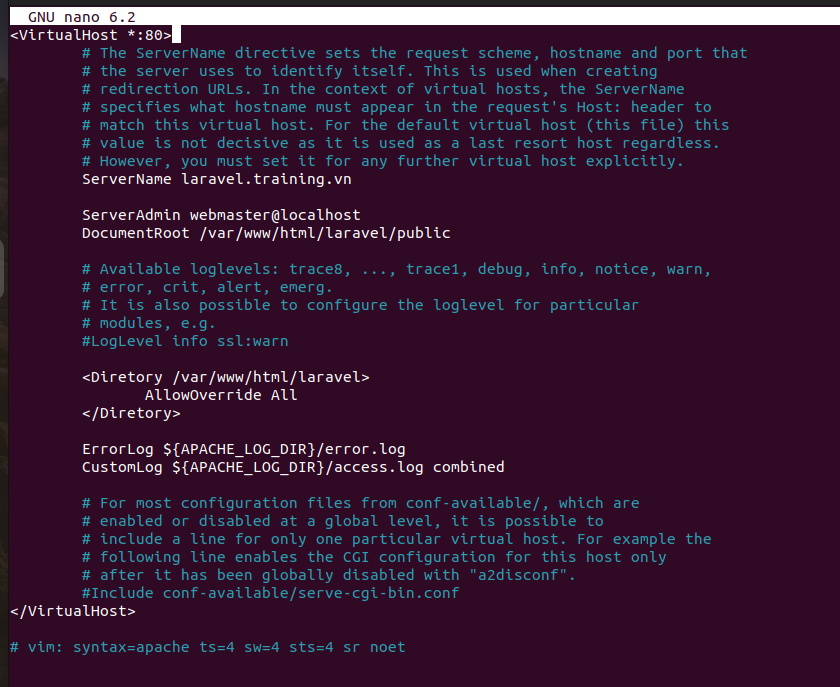 GNU nano 6.2
<VirtualHost *:80>
# The ServerName directive sets the request scheme, hostname and port that
# the server uses to identify itself. This is used when creating
# redirection URLs. In the context of virtual hosts, the ServerName
# specifies what hostname must appear in the request's Host: header to
# match this virtual host. For the default virtual host (this file) this
# value is not decisive as it is used as a last resort host regardless.
# However, you must set it for any further virtual host explicitly.
ServerName laravel.training.vn
ServerAdmin webmaster@localhost
DocumentRoot /var/www/html/laravel/public
# Available loglevels: trace8, ..., trace1, debug, info, notice, warn,
# error, crit, alert, emerg.
# It is also possible to configure the loglevel for particular
# modules, e.g.
#LogLevel info ssl:warn
<Diretory /var/www/html/laravel>
AllowOverride All
</Diretory>
ErrorLog ${APACHE_LOG_DIR}/error.log
CustomLog ${APACHE_LOG_DIR}/access.log combined
# For most configuration files from conf-available/, which are
# enabled or disabled at a global level, it is possible to
# include a line for only one particular virtual host. For example the
# following line enables the CGI configuration for this host only
# after it has been globally disabled with "a2disconf".
#Include conf-available/serve-cgi-bin.conf
</VirtualHost>
# vim: syntax=apache ts=4 sw=4 sts=4 sr noet